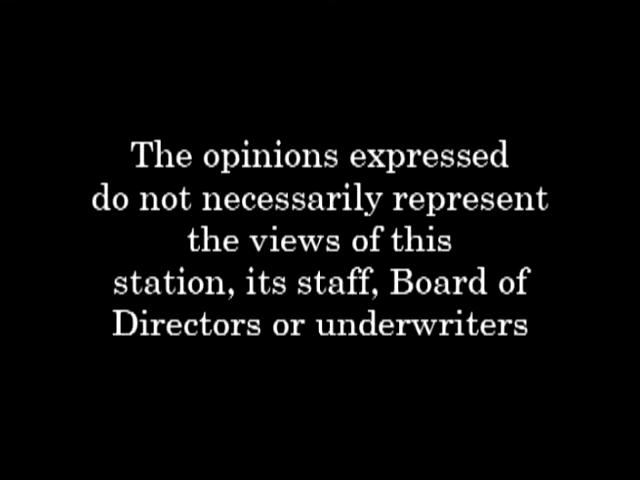 The opinions expressed
do not necessarily represent
the views of this
station, its staff, Board of
Directors or underwriters